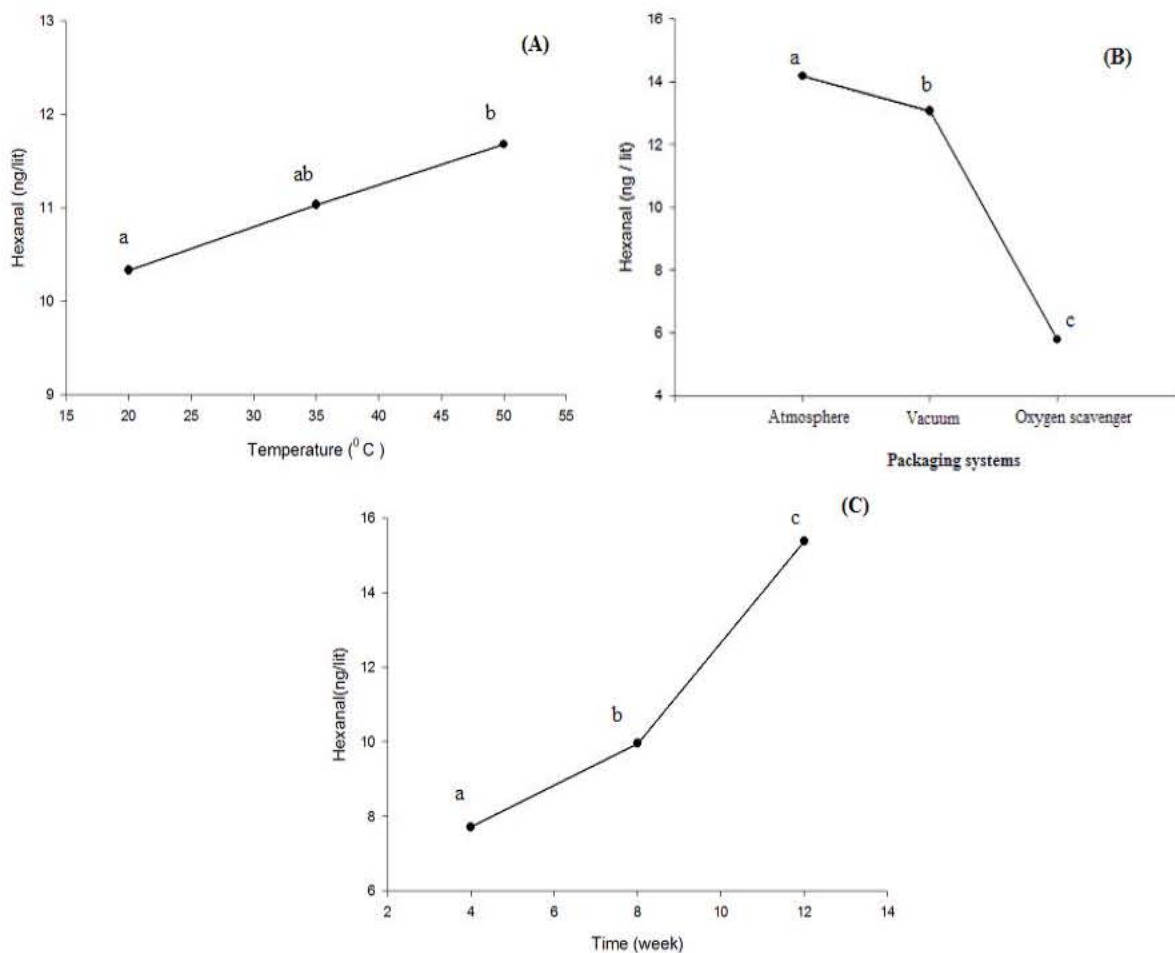 (A)
13
12
11
10
9
Hexanal (ng/lit)
a
ab
b
15 20 25 30 35 40 45 50 55
Temperature (⁰ C )
(B)
16
14
12
10
8
6
4
Hexanal (ng / lit)
a
b
c
Atmosphere Vacuum Oxygen scavenger
Packaging systems
(C)
16
14
12
10
8
6
Hexanal(ng/lit)
a
b
c
2 4 6 8 10 12 14
Time (week)